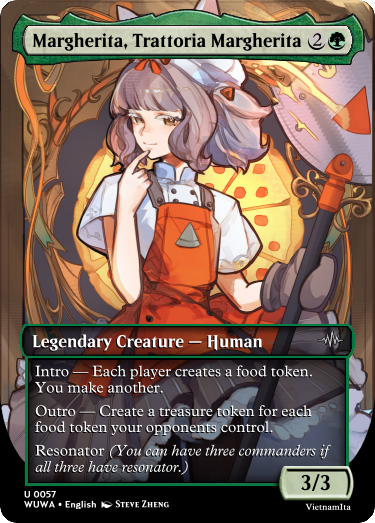 Margherita, Trattoria Margherita 2
Legendary Creature — Human
Intro — Each player creates a food token.
You make another.
Outro — Create a treasure token for each
food token your opponents control.
Resonator (You can have three commanders if
all three have resonator.)
3/3
U 0057
WUWA • English Steve Zheng
VietnamIta